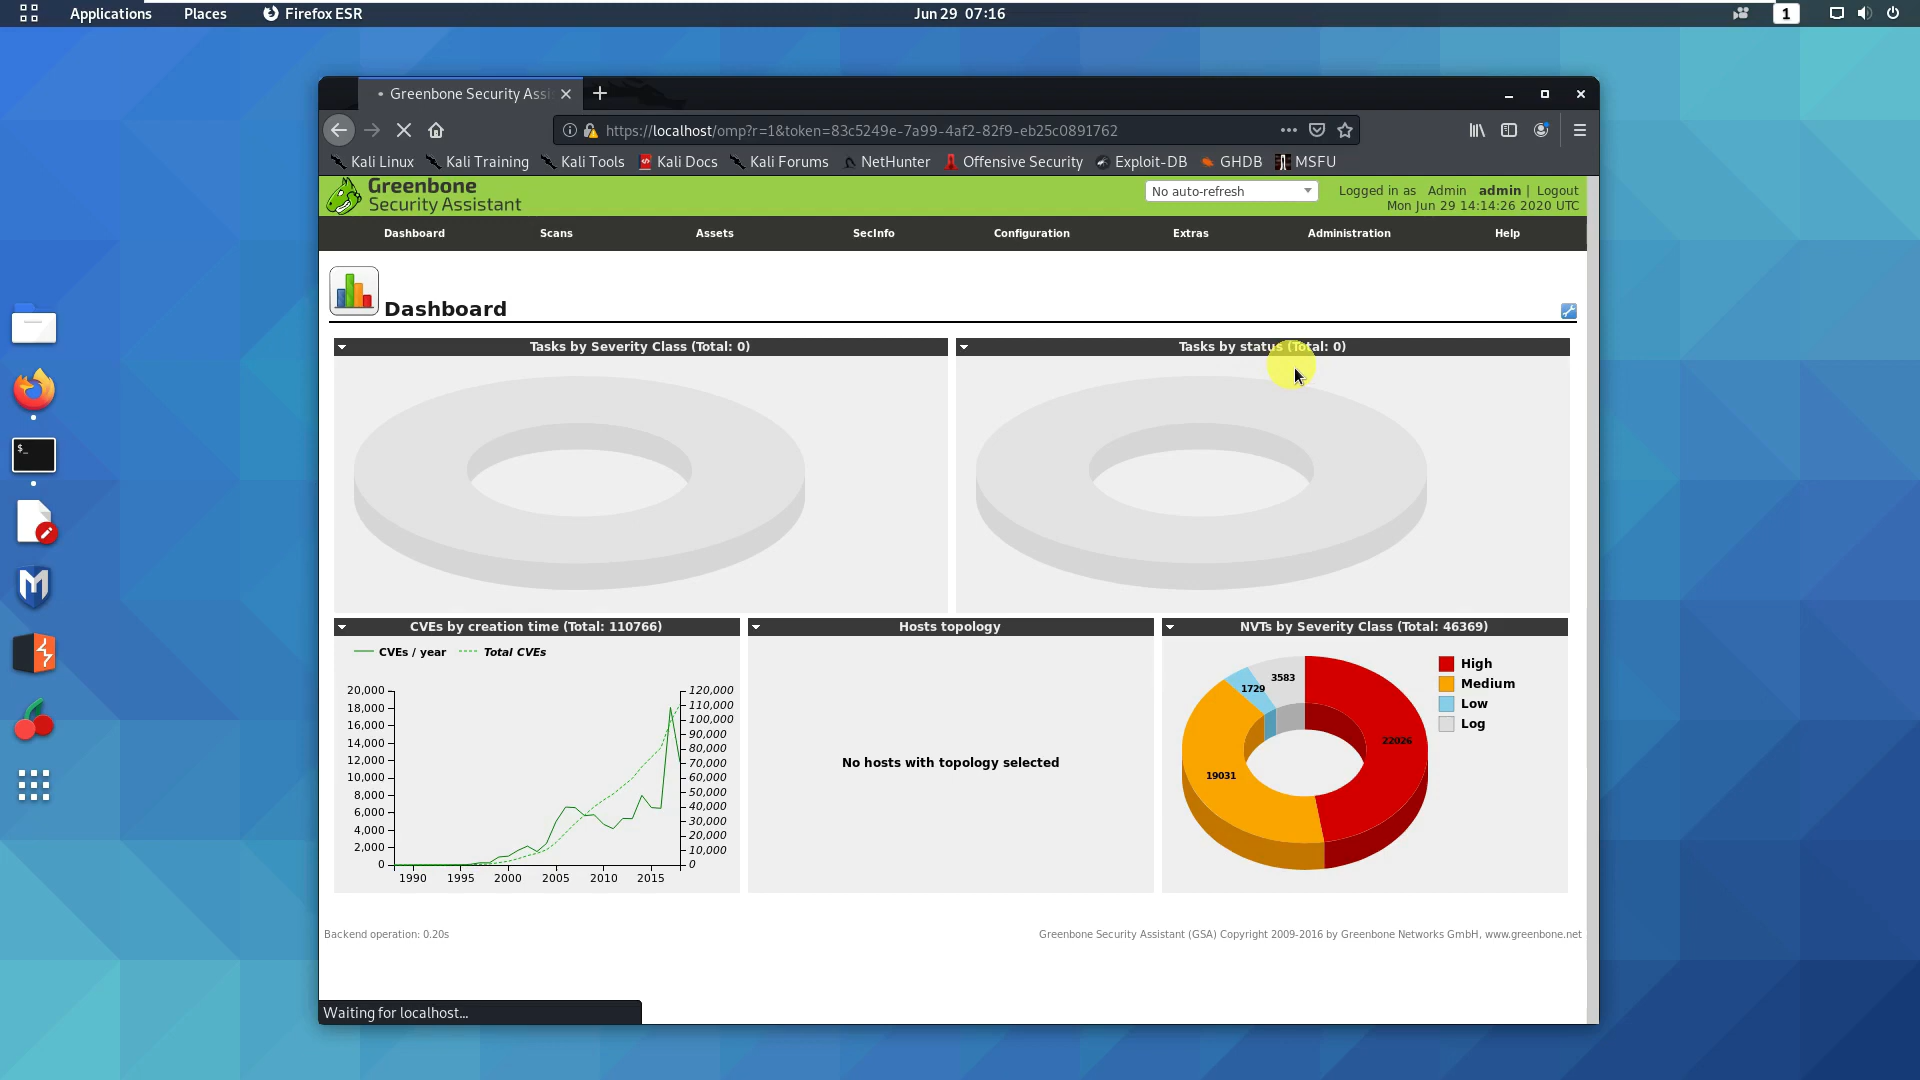 Applications Places Firefox ESR Jun 29 07:16 1
Greenbone Security Assi
https://localhost/omp?r=1&token=83c5249e-7a99-4af2-82f9-eb25c0891762
Kali Linux Kali Training Kali Tools Kali Docs Kali Forums NetHunter Offensive Security Exploit-DB GHDB MSFU
Greenbone
Security Assistant
No auto-refresh
Logged in as Admin admin | Logout
Mon Jun 29 14:14:26 2020 UTC
Dashboard Scans Assets SecInfo Configuration Extras Administration Help
Dashboard
Tasks by Severity Class (Total: 0)
Tasks by status (Total: 0)
CVEs by creation time (Total: 110766)
CVEs / year Total CVEs
20,000
18,000
16,000
14,000
12,000
10,000
8,000
6,000
4,000
2,000
0
120,000
110,000
100,000
90,000
80,000
70,000
60,000
50,000
40,000
30,000
20,000
10,000
0
1990 1995 2000 2005 2010 2015
Hosts topology
No hosts with topology selected
NVTs by Severity Class (Total: 46369)
3583
1729
22026
19031
High
Medium
Low
Log
Backend operation: 0.20s
Greenbone Security Assistant (GSA) Copyright 2009-2016 by Greenbone Networks GmbH, www.greenbone.net
Waiting for localhost...
$_